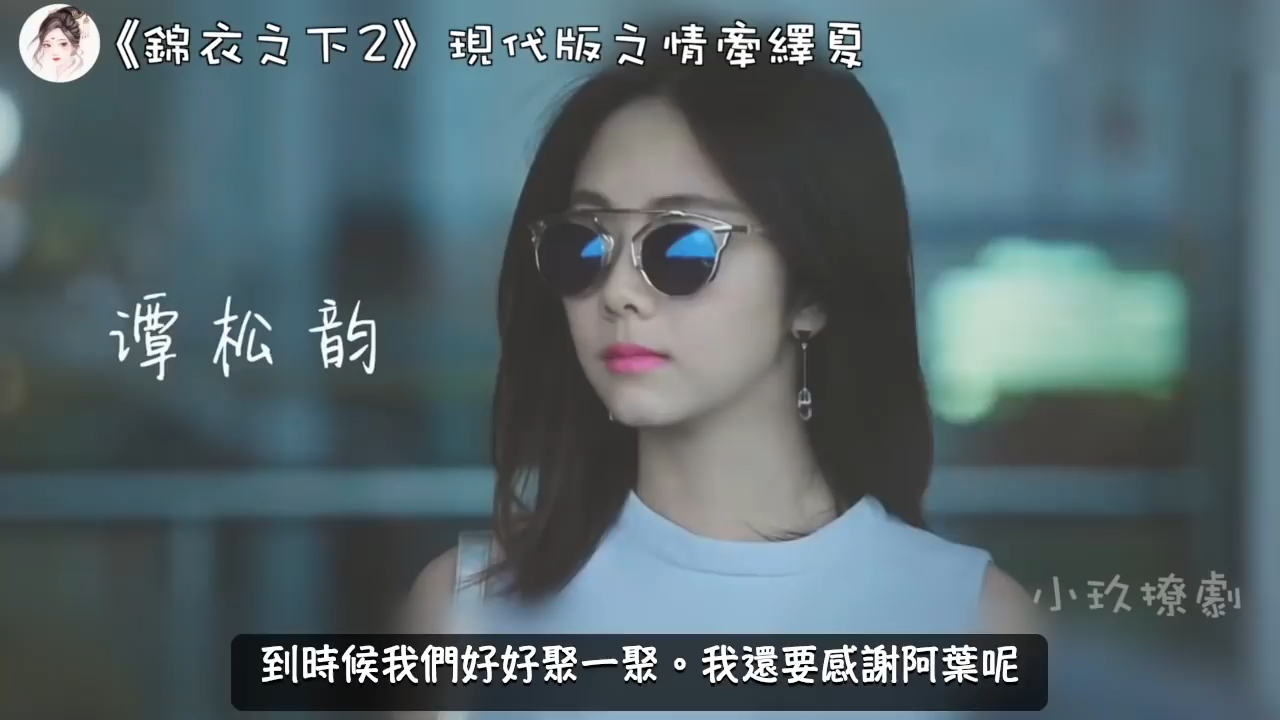 《錦衣之下2》現代版之情牽繹夏
谭松韵
小玖撩劇
到時候我們好好聚一聚。我還要感謝阿葉呢